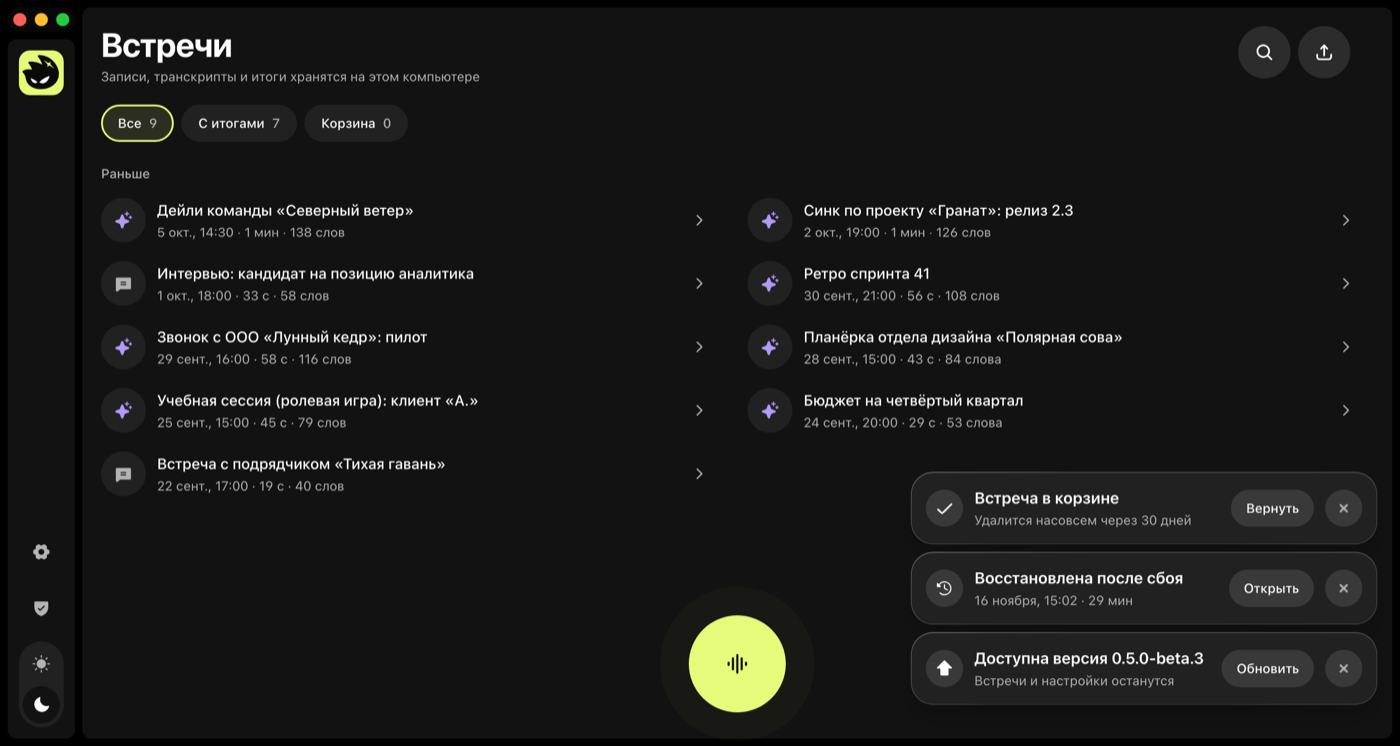 Встречи
Записи, транскрипты и итоги хранятся на этом компьютере
Все 9
С итогами 7
Корзина 0
Раньше
Дейли команды «Северный ветер»
5 окт., 14:30 · 1 мин · 138 слов
Синк по проекту «Гранат»: релиз 2.3
2 окт., 19:00 · 1 мин · 126 слов
Интервью: кандидат на позицию аналитика
1 окт., 18:00 · 33 с · 58 слов
Ретро спринта 41
30 сент., 21:00 · 56 с · 108 слов
Звонок с ООО «Лунный кедр»: пилот
29 сент., 16:00 · 58 с · 116 слов
Планёрка отдела дизайна «Полярная сова»
28 сент., 15:00 · 43 с · 84 слова
Учебная сессия (ролевая игра): клиент «А.»
25 сент., 15:00 · 45 с · 79 слов
Бюджет на четвёртый квартал
24 сент., 20:00 · 29 с · 53 слова
Встреча с подрядчиком «Тихая гавань»
22 сент., 17:00 · 19 с · 40 слов
Встреча в корзине
Удалится насовсем через 30 дней
Вернуть
Восстановлена после сбоя
16 ноября, 15:02 · 29 мин
Открыть
Доступна версия 0.5.0-beta.3
Встречи и настройки останутся
Обновить